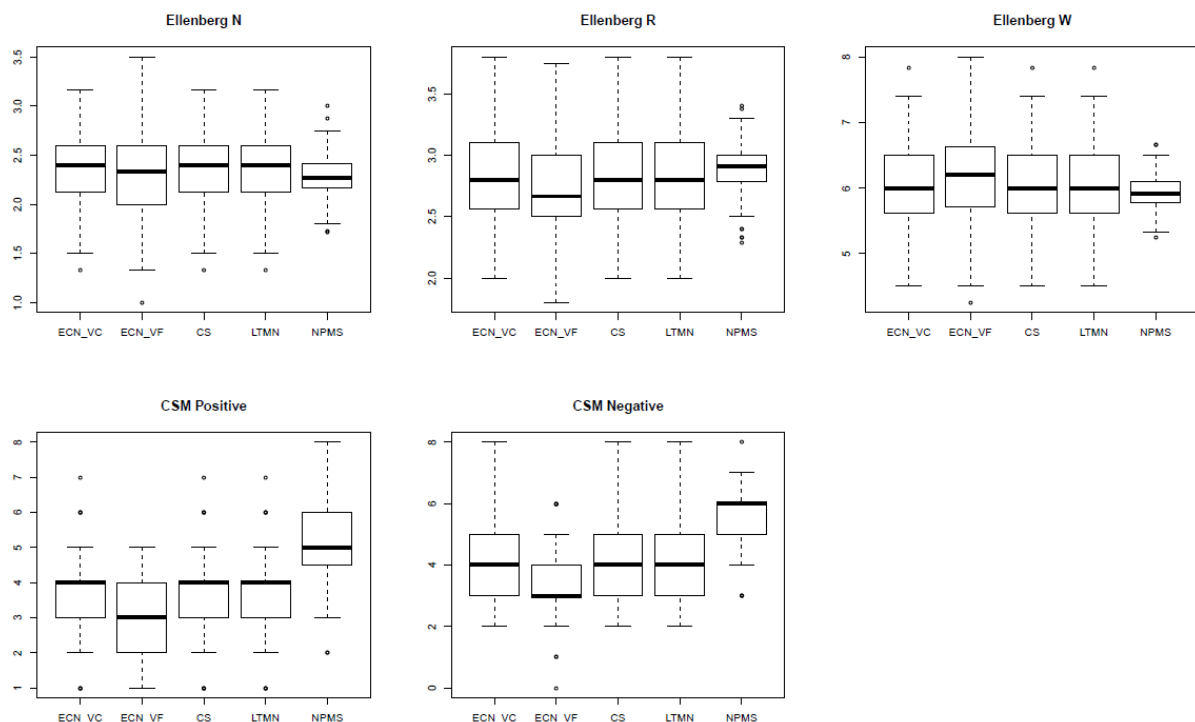 Ellenberg N
3.5
3.0
2.5
2.0
1.5
1.0
ECN_VC ECN_VF CS LTMN NPMS
Ellenberg R
3.5
3.0
2.5
2.0
ECN_VC ECN_VF CS LTMN NPMS
Ellenberg W
8
7
6
5
ECN_VC ECN_VF CS LTMN NPMS
CSM Positive
8
7
6
5
4
3
2
1
ECN_VC ECN_VF CS LTMN NPMS
CSM Negative
8
6
4
2
0
ECN_VC ECN_VF CS LTMN NPMS